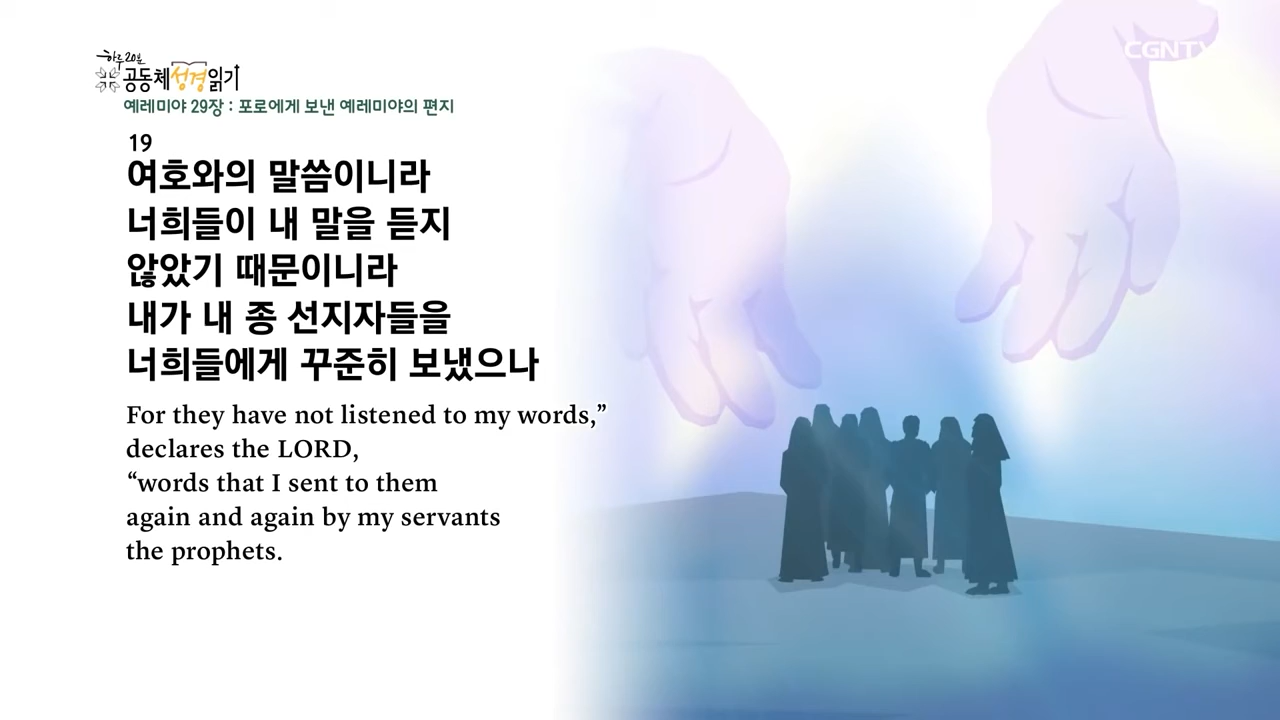 하루 20분
공동체성경읽기
CGNTV
예레미야 29장 : 포로에게 보낸 예레미야의 편지
19
여호와의 말씀이니라
너희들이 내 말을 듣지
않았기 때문이니라
내가 내 종 선지자들을
너희들에게 꾸준히 보냈으나
For they have not listened to my words,”
declares the LORD,
“words that I sent to them
again and again by my servants
the prophets.